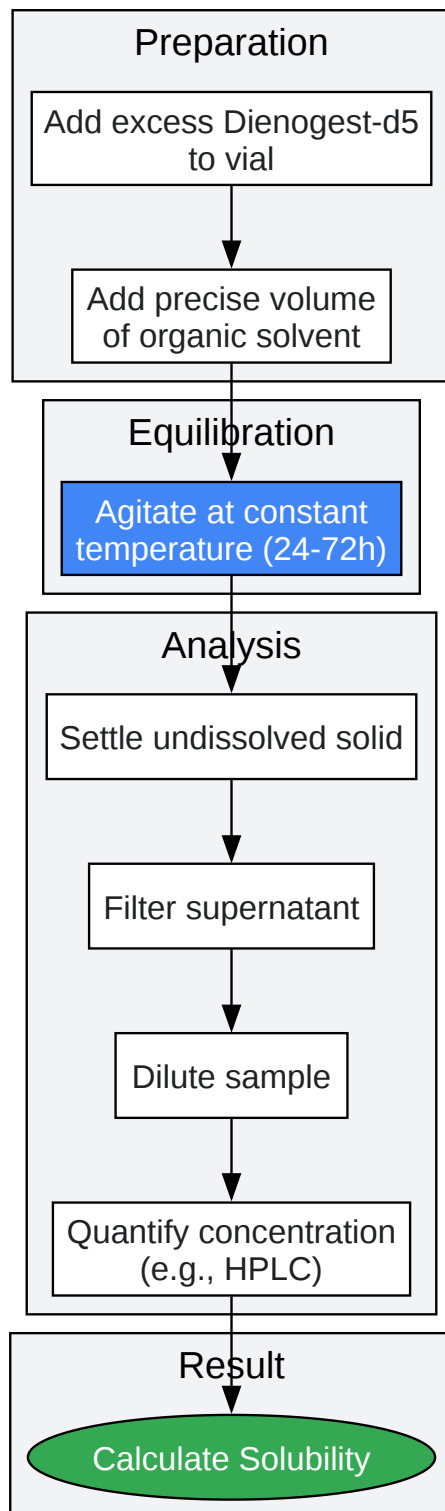 Preparation
Add excess Dienogest-d5
to vial
Add precise volume
of organic solvent
Equilibration
Agitate at constant
temperature (24-72h)
Analysis
Settle undissolved solid
Filter supernatant
Dilute sample
Quantify concentration
(e.g., HPLC)
Result
Calculate Solubility